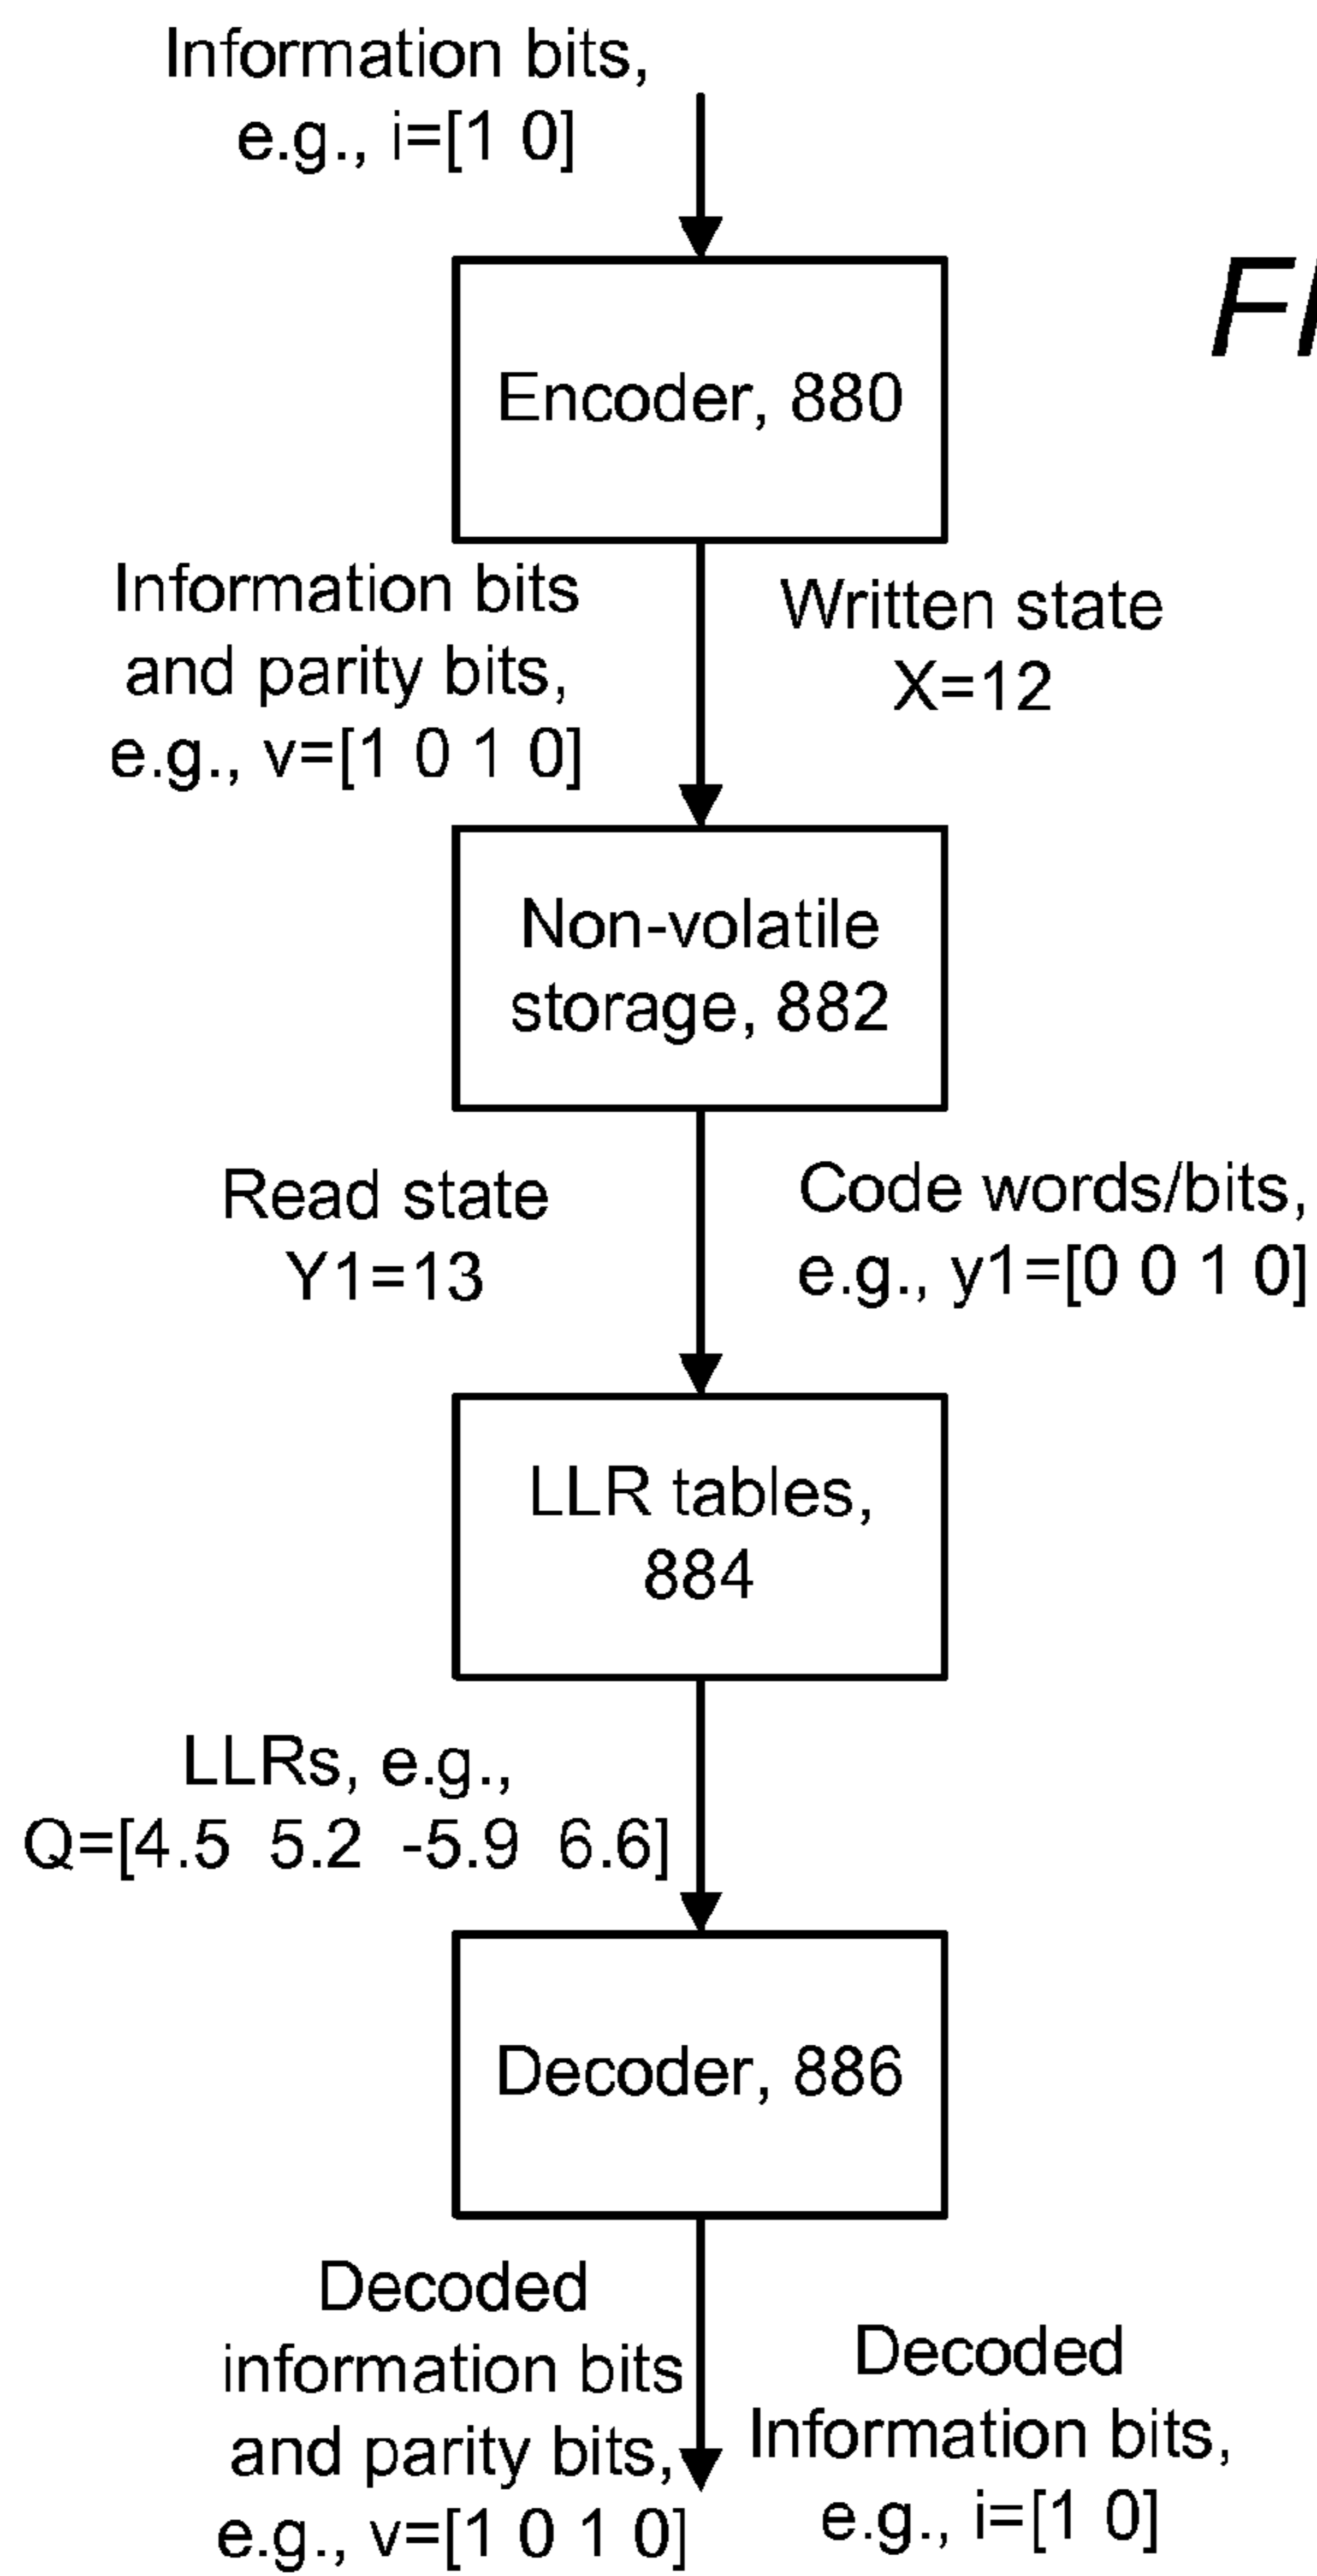 Information bits,
e.g., i=[1 0]
Encoder, 880
Information bits
and parity bits,
e.g., v=[1 0 1 0]
Written state
X=12
Non-volatile
storage, 882
Read state
Y1=13
Code words/bits,
e.g., y1=[0 0 1 0]
LLR tables,
884
LLRs, e.g.,
Q=[4.5 5.2 -5.9 6.6]
Decoder, 886
Decoded
information bits
and parity bits,
e.g., v=[1 0 1 0]
Decoded
Information bits,
e.g., i=[1 0]